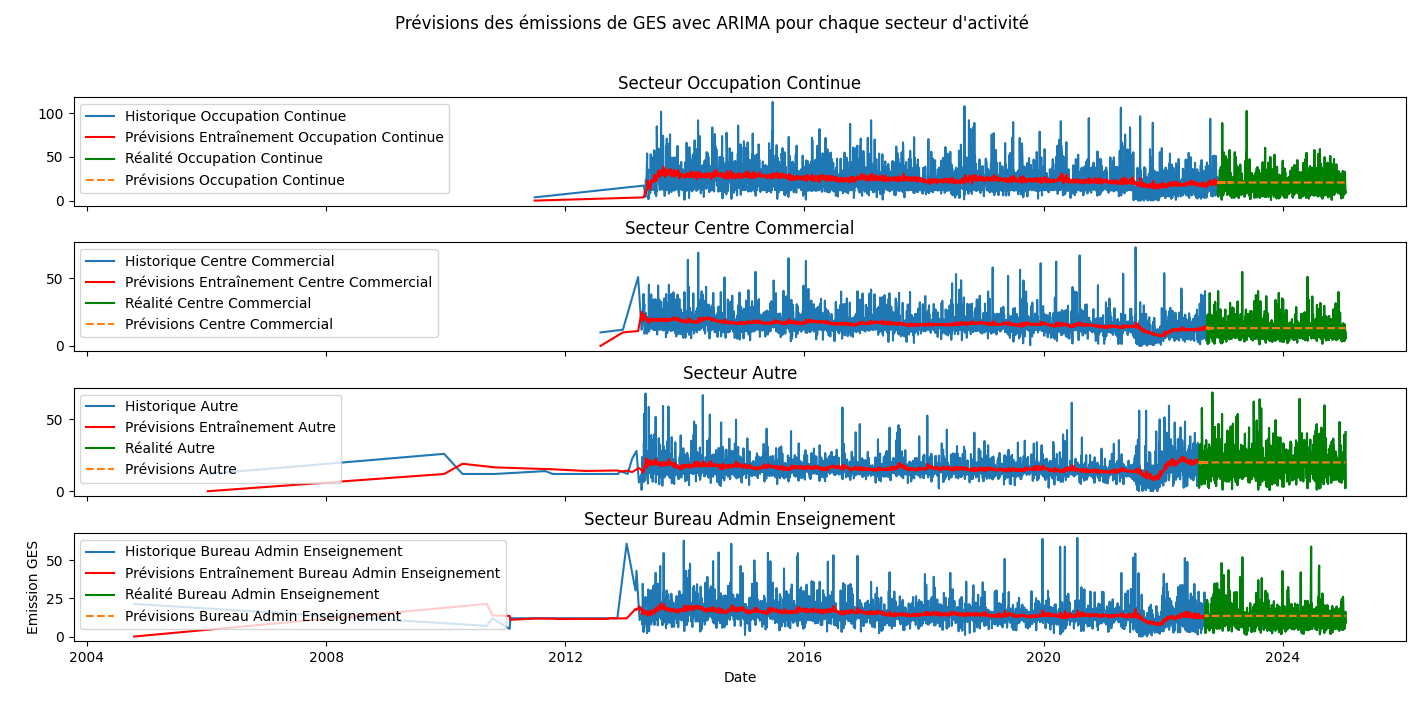 Prévisions des émissions de GES avec ARIMA pour chaque secteur d'activité
Secteur Occupation Continue
100
50
0
Historique Occupation Continue
Prévisions Entraînement Occupation Continue
Réalité Occupation Continue
Prévisions Occupation Continue
Secteur Centre Commercial
50
0
Historique Centre Commercial
Prévisions Entraînement Centre Commercial
Réalité Centre Commercial
Prévisions Centre Commercial
Secteur Autre
50
0
Historique Autre
Prévisions Entraînement Autre
Réalité Autre
Prévisions Autre
Secteur Bureau Admin Enseignement
Emission GES
50
25
0
Historique Bureau Admin Enseignement
Prévisions Entraînement Bureau Admin Enseignement
Réalité Bureau Admin Enseignement
Prévisions Bureau Admin Enseignement
2004 2008 2012 2016 2020 2024
Date